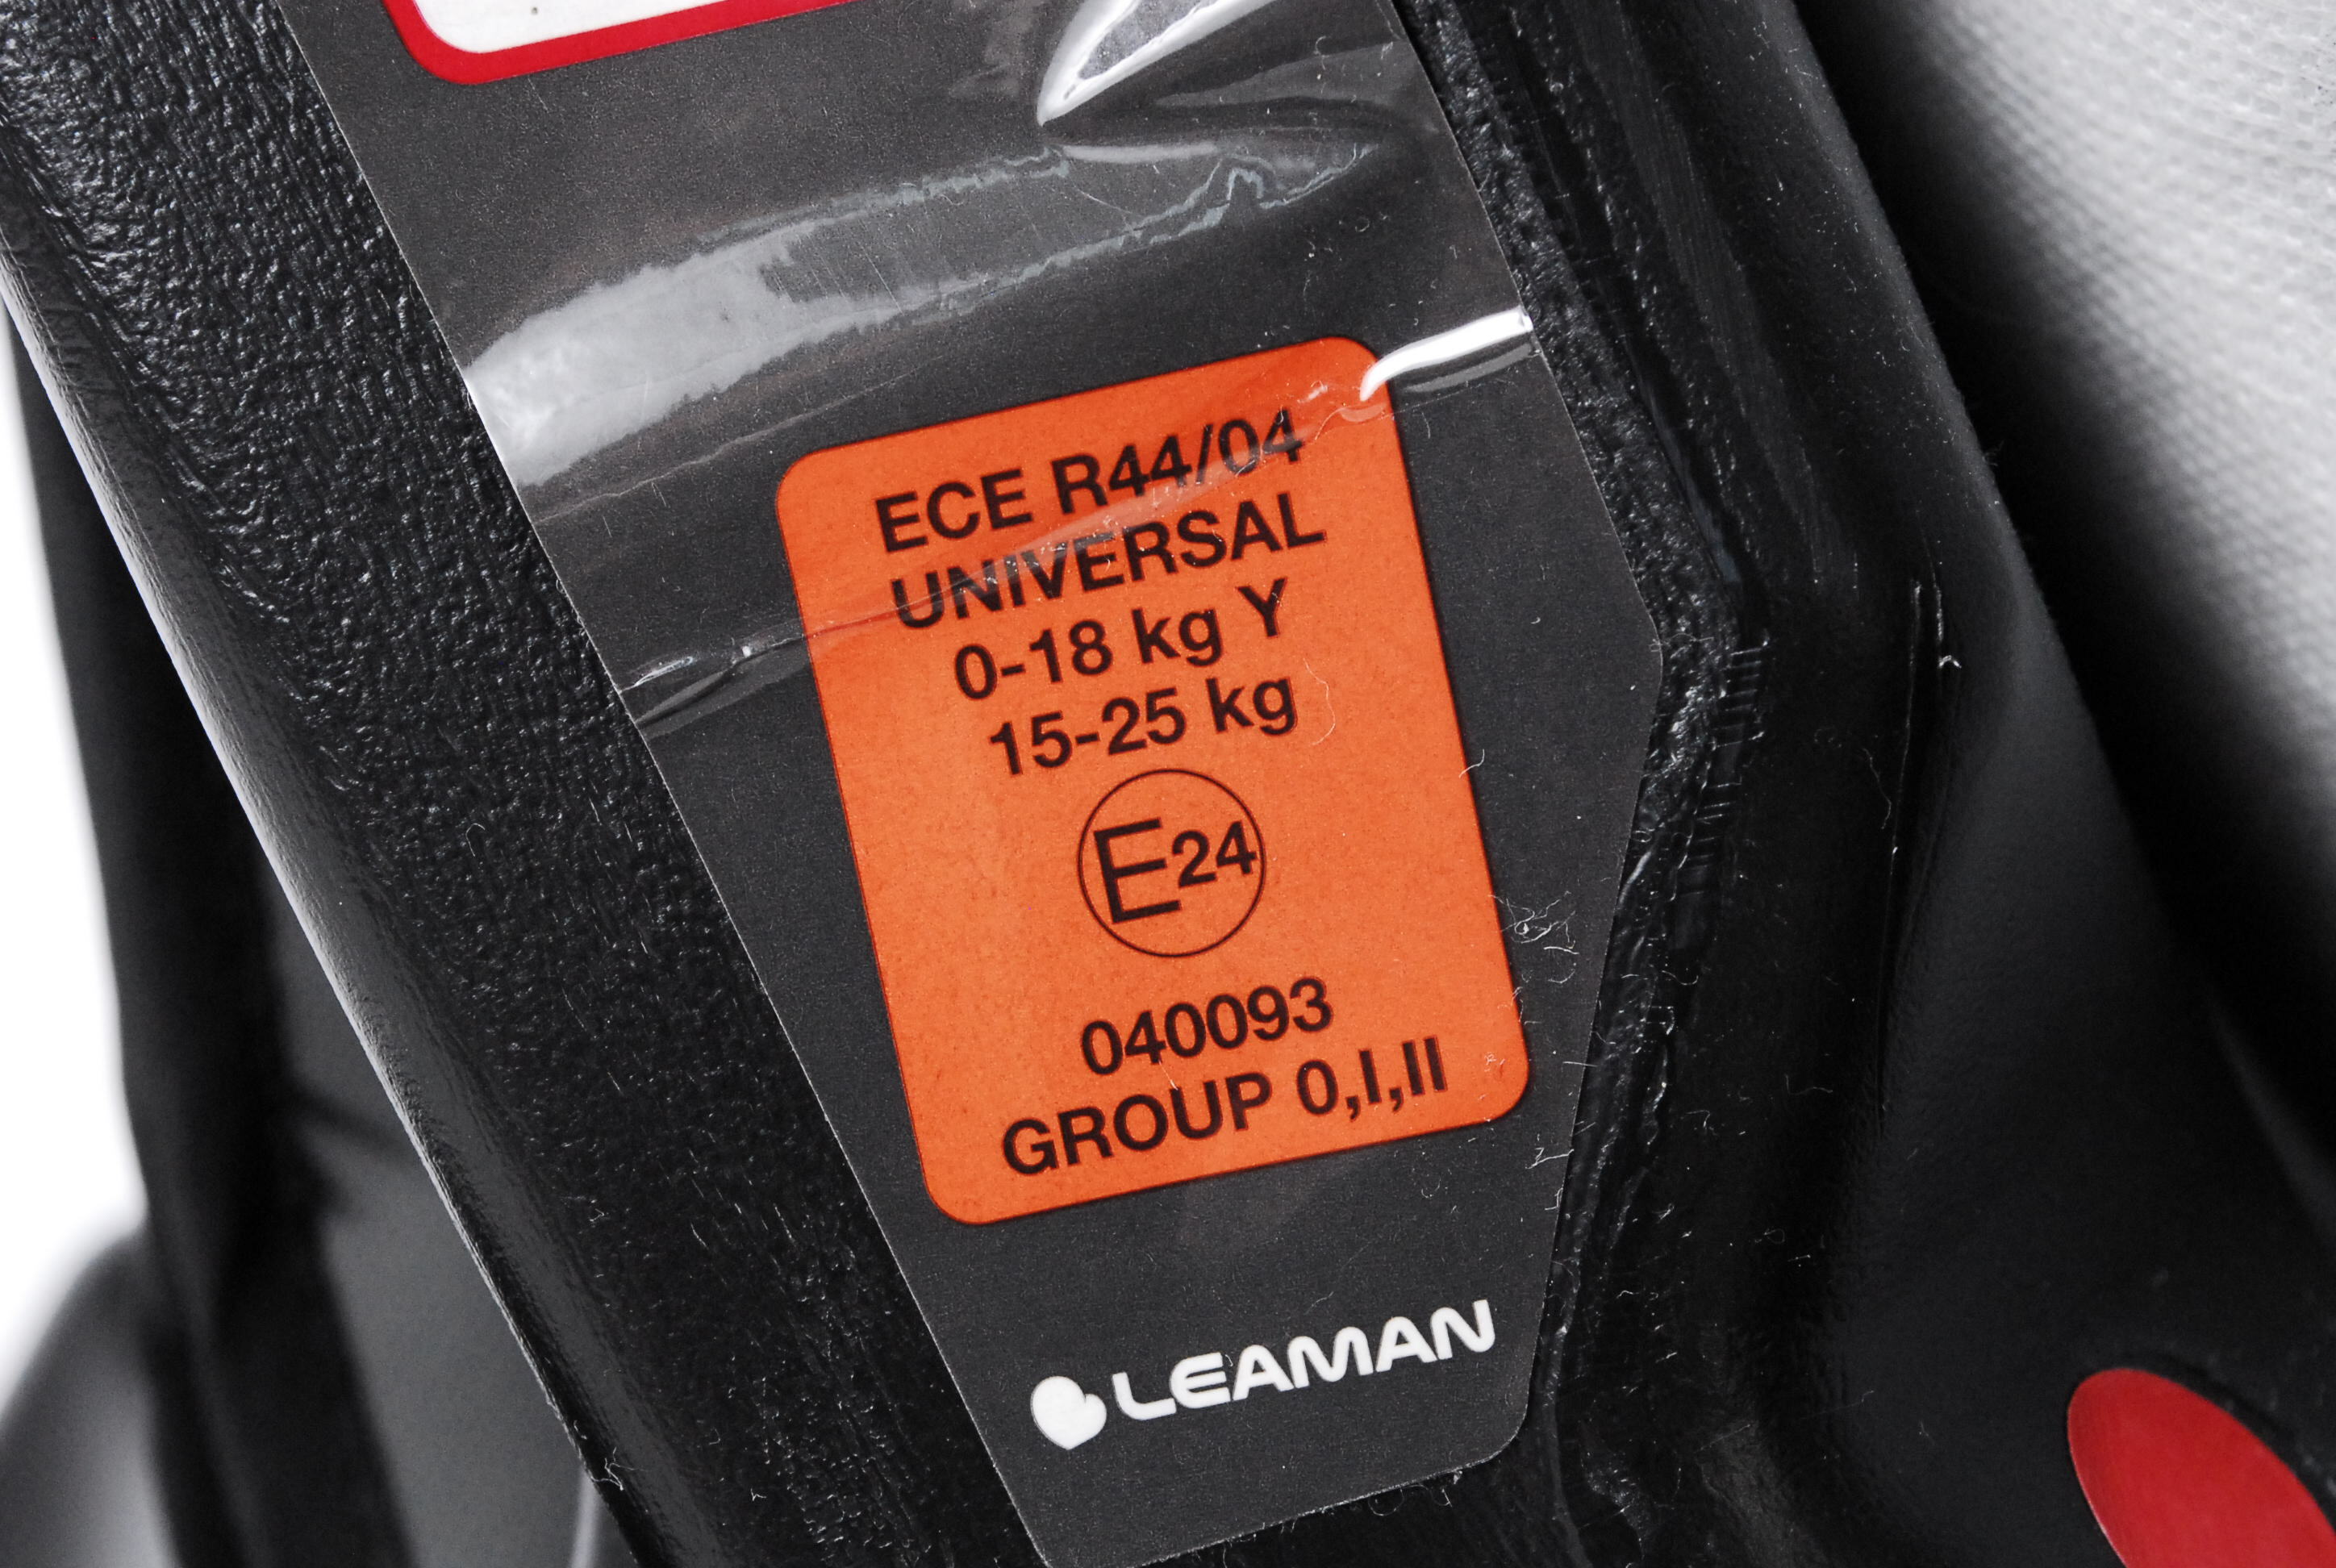 ECE R44/04
UNIVERSAL
0-18 kg Y
15-25 kg
E24
040093
GROUP 0,I,II
LEAMAN